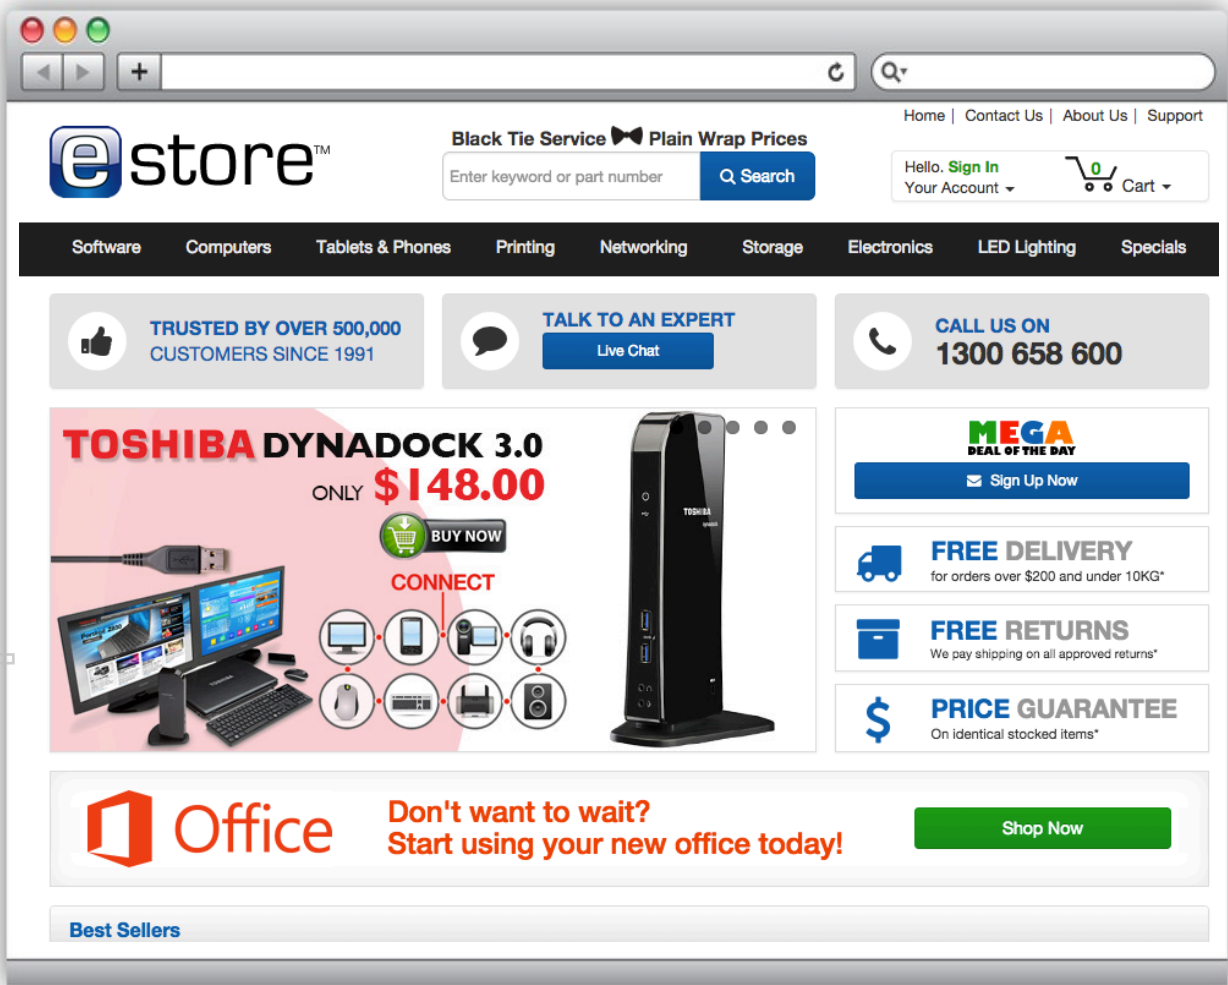 Home | Contact Us | About Us | Support
estore™
Black Tie Service Plain Wrap Prices
Enter keyword or part number
Search
Hello. Sign In
Your Account
0
Cart
Software Computers Tablets & Phones Printing Networking Storage Electronics LED Lighting Specials
TRUSTED BY OVER 500,000
CUSTOMERS SINCE 1991
TALK TO AN EXPERT
Live Chat
CALL US ON
1300 658 600
TOSHIBA DYNADOCK 3.0
ONLY $148.00
BUY NOW
CONNECT
TOSHIBA
dynadock
TOSHIBA
MEGA
DEAL OF THE DAY
Sign Up Now
FREE DELIVERY
for orders over $200 and under 10KG*
FREE RETURNS
We pay shipping on all approved returns*
PRICE GUARANTEE
On identical stocked items*
Office
Don't want to wait?
Start using your new office today!
Shop Now
Best Sellers